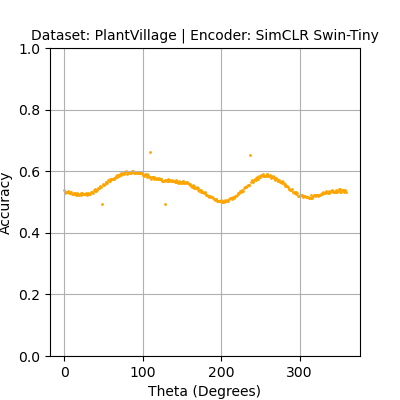 Dataset: PlantVillage | Encoder: SimCLR Swin-Tiny
1.0
0.8
0.6
0.4
0.2
0.0
Accuracy
0 100 200 300
Theta (Degrees)